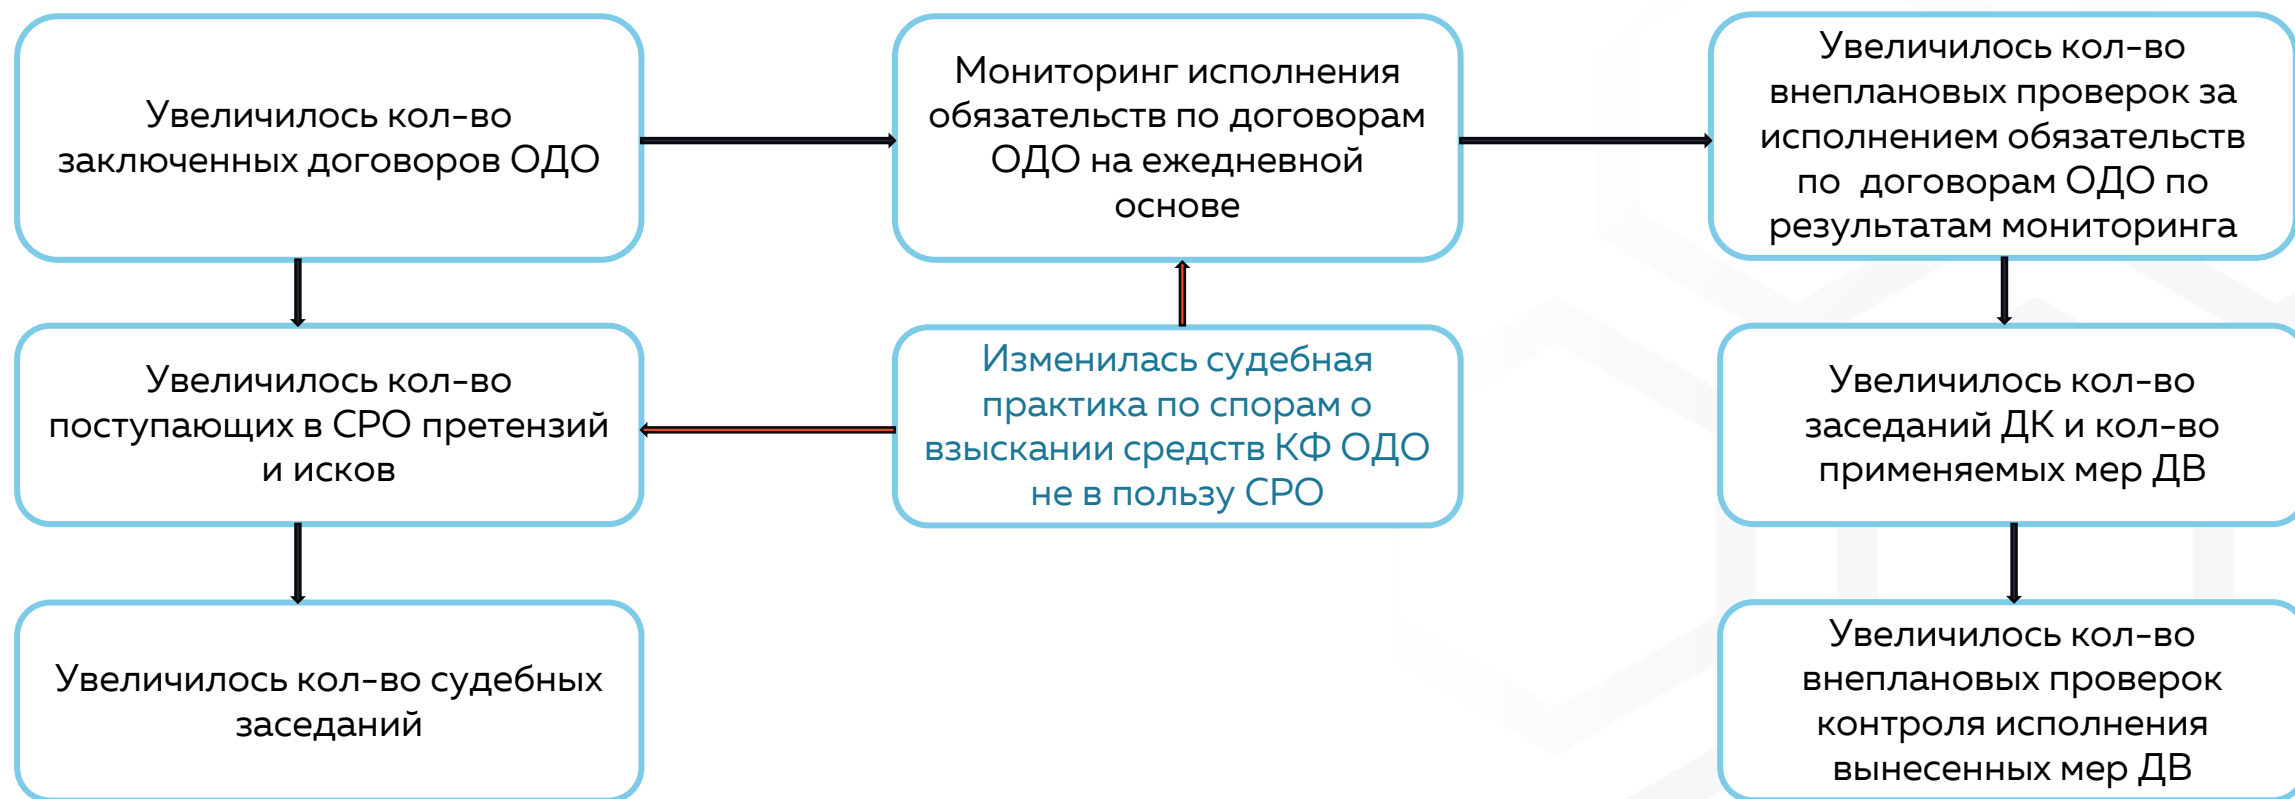 Увеличилось кол-во
заключенных договоров ОДО
Мониторинг исполнения
обязательств по договорам
ОДО на ежедневной
основе
Увеличилось кол-во
внеплановых проверок за
исполнением обязательств
по договорам ОДО по
результатам мониторинга
Увеличилось кол-во
поступающих в СРО претензий
и исков
Изменилась судебная
практика по спорам о
взыскании средств КФ ОДО
не в пользу СРО
Увеличилось кол-во
заседаний ДК и кол-во
применяемых мер ДВ
Увеличилось кол-во судебных
заседаний
Увеличилось кол-во
внеплановых проверок
контроля исполнения
вынесенных мер ДВ